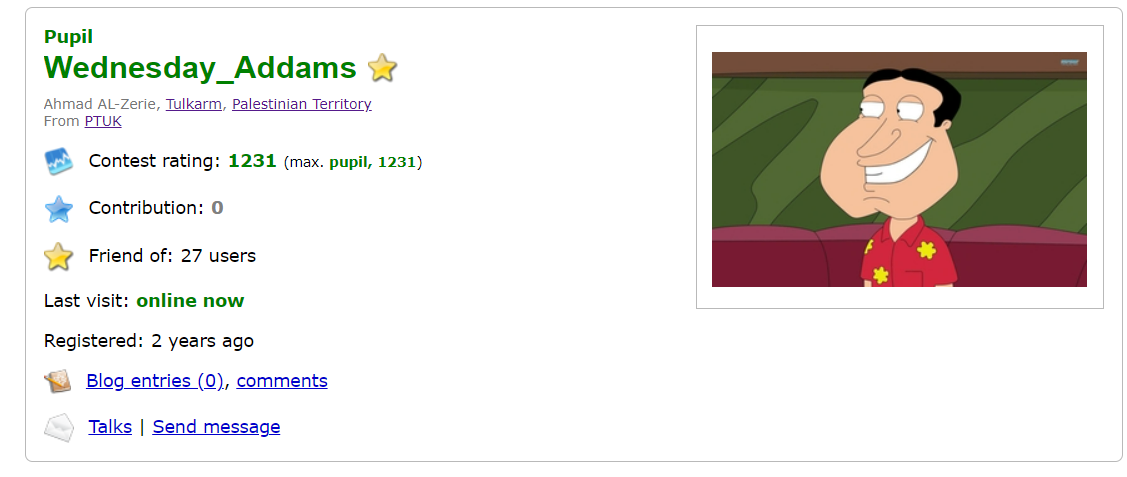 Pupil
Wednesday_Addams
Ahmad AL-Zerie, Tulkarm, Palestinian Territory
From PTUK
Contest rating: 1231 (max. pupil, 1231)
Contribution: 0
Friend of: 27 users
Last visit: online now
Registered: 2 years ago
Blog entries (0), comments
Talks | Send message